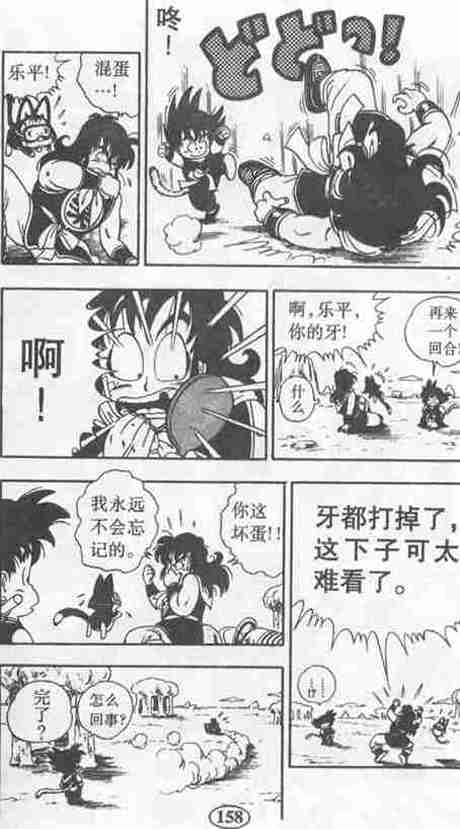 どどっ!
咚!
混蛋
…!
乐平!
再来
一个
回合!
啊,乐平,
你的牙!
什么
啊!
牙都打掉了,
这下子可太
难看了。
……
!?
你这
坏蛋!!
我永远
不会忘
记的。
怎么
回事?
完了?
158